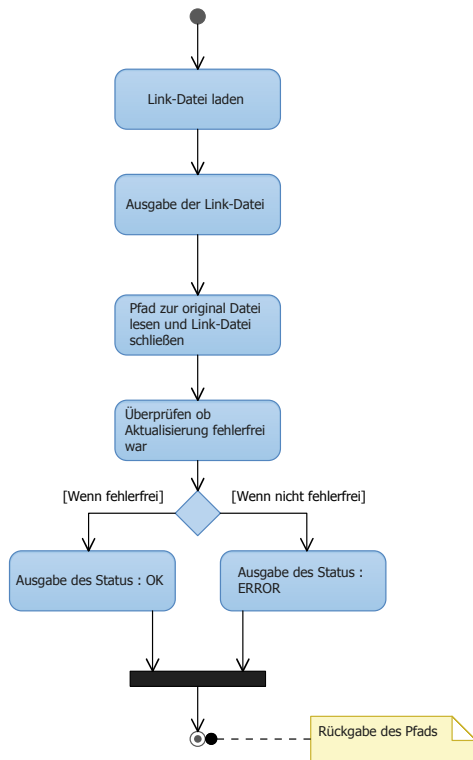 Link-Datei laden
Ausgabe der Link-Datei
Pfad zur original Datei
lesen und Link-Datei
schließen
Überprüfen ob
Aktualisierung fehlerfrei
war
[Wenn fehlerfrei]
[Wenn nicht fehlerfrei]
Ausgabe des Status : OK
Ausgabe des Status :
ERROR
Rückgabe des Pfads